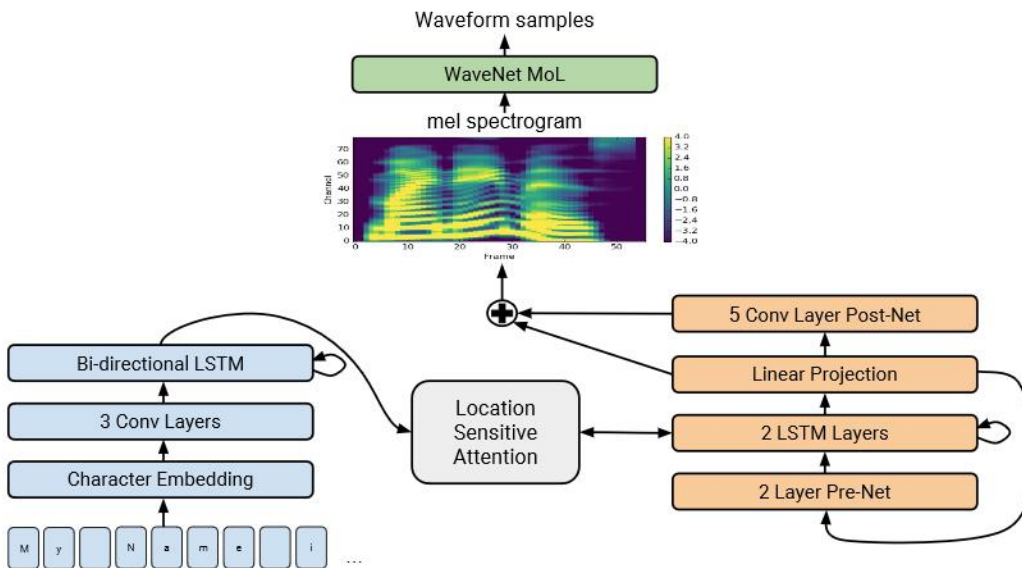 Waveform samples
WaveNet MoL
mel spectrogram
Channel
70
60
50
40
30
20
10
0
0 10 20 30 40 50
Frame
4.0
3.2
2.4
1.6
0.8
0.0
−0.8
−1.6
−2.4
−3.2
−4.0
5 Conv Layer Post-Net
Bi-directional LSTM
Linear Projection
3 Conv Layers
Location
Sensitive
Attention
2 LSTM Layers
Character Embedding
2 Layer Pre-Net
M y N a m e i ...